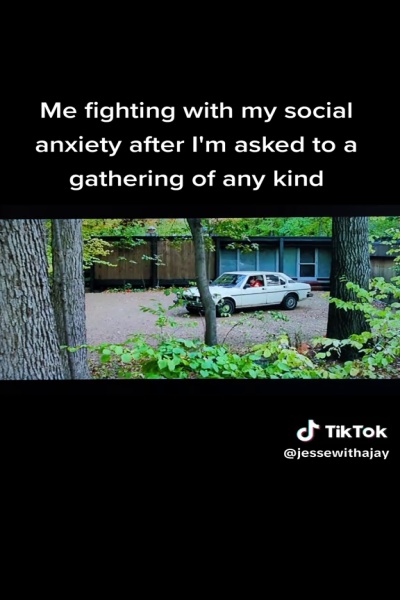 Me fighting with my social
anxiety after I'm asked to a
gathering of any kind
TikTok
@jessewithajay